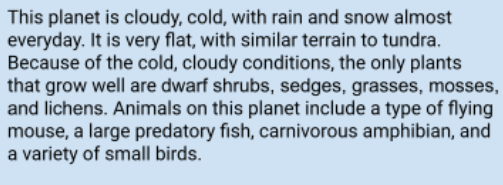 This planet is cloudy, cold, with rain and snow almost
everyday. It is very flat, with similar terrain to tundra.
Because of the cold, cloudy conditions, the only plants
that grow well are dwarf shrubs, sedges, grasses, mosses,
and lichens. Animals on this planet include a type of flying
mouse, a large predatory fish, carnivorous amphibian, and
a variety of small birds.